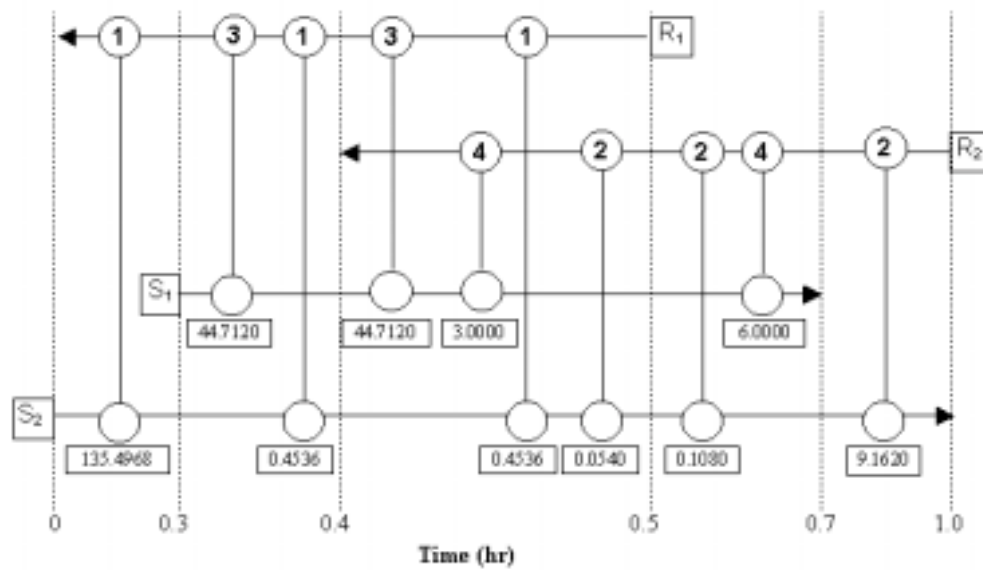 1 3 1 3 1 R1
4 2 2 4 2 R2
S1
44.7120 44.7120 3.0000 6.0000
S2
135.4968 0.4536 0.4536 0.0540 0.1080 9.1620
0 0.3 0.4 0.5 0.7 1.0
Time (hr)